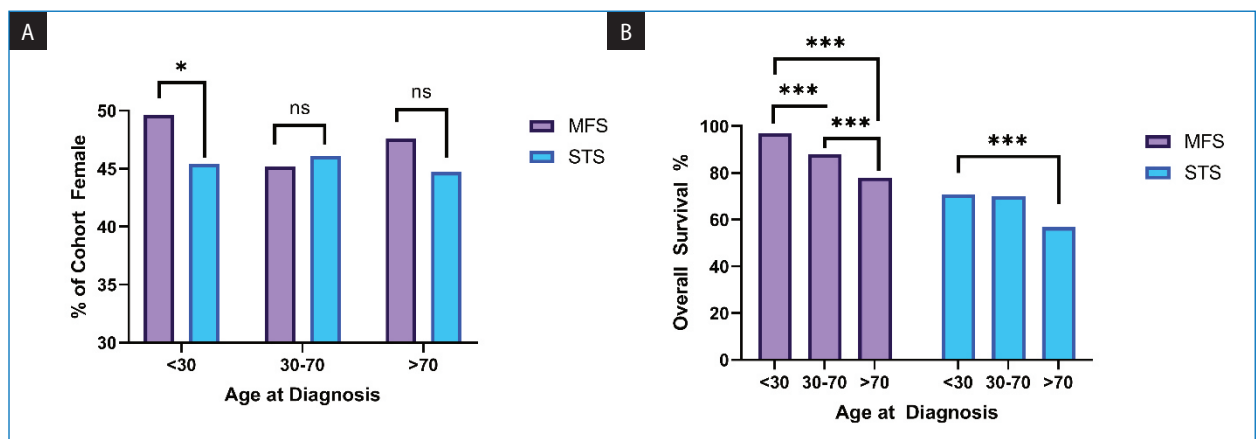 A
% of Cohort Female
50
45
40
35
30
*
ns
ns
<30
30-70
>70
Age at Diagnosis
MFS
STS
B
Overall Survival %
100
80
60
40
20
0
***
***
***
***
<30 30-70 >70
<30 30-70 >70
Age at Diagnosis
MFS
STS